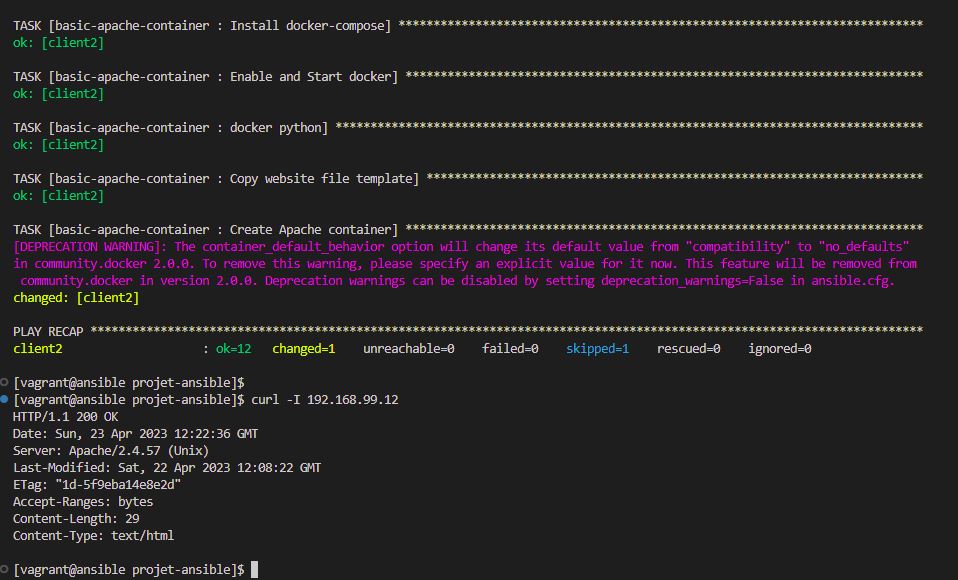 TASK [basic-apache-container : Install docker-compose] ***************************************************************************
ok: [client2]
TASK [basic-apache-container : Enable and Start docker] **************************************************************************
ok: [client2]
TASK [basic-apache-container : docker python] ************************************************************************************
ok: [client2]
TASK [basic-apache-container : Copy website file template] ***********************************************************************
ok: [client2]
TASK [basic-apache-container : Create Apache container] **************************************************************************
[DEPRECATION WARNING]: The container_default_behavior option will change its default value from "compatibility" to "no_defaults"
in community.docker 2.0.0. To remove this warning, please specify an explicit value for it now. This feature will be removed from
community.docker in version 2.0.0. Deprecation warnings can be disabled by setting deprecation_warnings=False in ansible.cfg.
changed: [client2]
PLAY RECAP ***********************************************************************************************************************
client2                    : ok=12   changed=1    unreachable=0    failed=0    skipped=1    rescued=0    ignored=0
[vagrant@ansible projet-ansible]$
[vagrant@ansible projet-ansible]$ curl -I 192.168.99.12
HTTP/1.1 200 OK
Date: Sun, 23 Apr 2023 12:22:36 GMT
Server: Apache/2.4.57 (Unix)
Last-Modified: Sat, 22 Apr 2023 12:08:22 GMT
ETag: "1d-5f9eba14e8e2d"
Accept-Ranges: bytes
Content-Length: 29
Content-Type: text/html
[vagrant@ansible projet-ansible]$